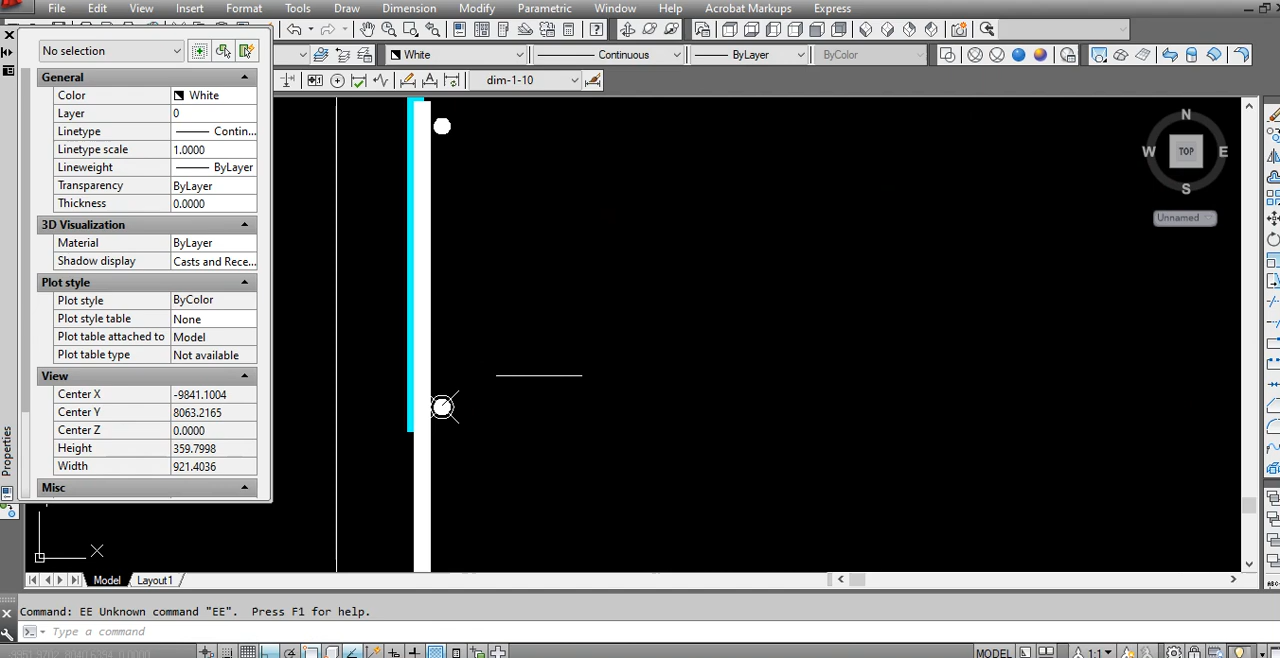 File Edit View Insert Format Tools Draw Dimension Modify Parametric Window Help Acrobat Markups Express
White Continuous ByLayer ByColor
dim-1-10
No selection
General
Color White
Layer 0
Linetype Contin...
Linetype scale 1.0000
Lineweight ByLayer
Transparency ByLayer
Thickness 0.0000
3D Visualization
Material ByLayer
Shadow display Casts and Rece...
Plot style
Plot style ByColor
Plot style table None
Plot table attached to Model
Plot table type Not available
View
Center X -9841.1004
Center Y 8063.2165
Center Z 0.0000
Height 359.7998
Width 921.4036
Misc
Properties
N
W TOP E
S
Unnamed
X
Model Layout1
Command: EE Unknown command "EE". Press F1 for help.
Type a command
MODEL 1:1